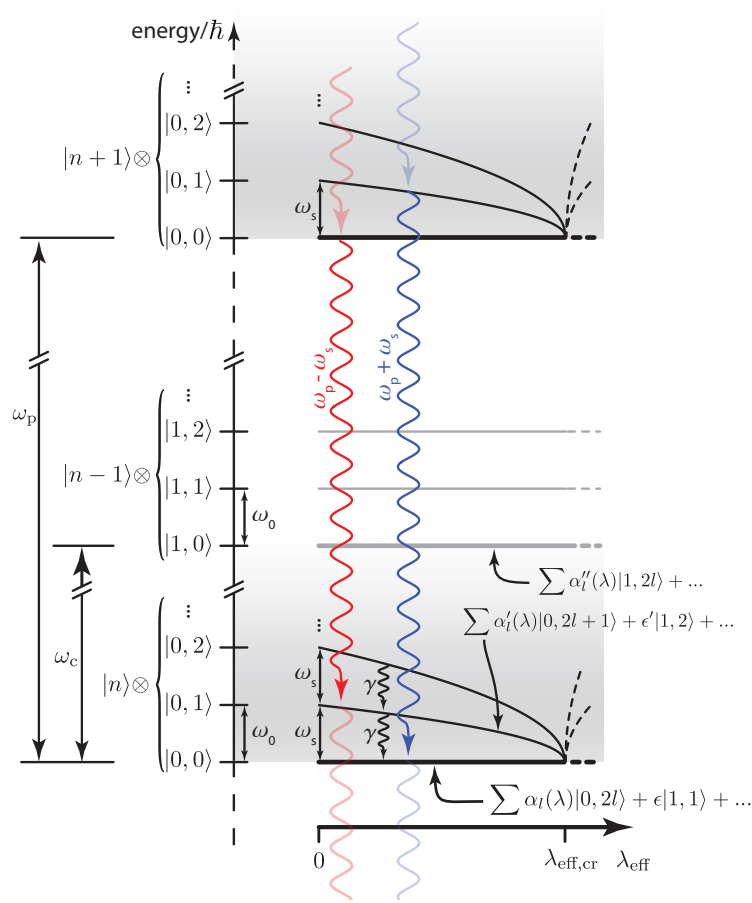 energy/ħ
⋮
|0, 2⟩
|n + 1⟩⊗
|0, 1⟩
|0, 0⟩
⋮
ω_s
ω_p
ω_p - ω_s
ω_p + ω_s
⋮
|1, 2⟩
|n − 1⟩⊗
|1, 1⟩
|1, 0⟩
ω_0
∑ α_l''(λ)|1, 2l⟩ + ...
∑ α_l'(λ)|0, 2l + 1⟩ + ϵ'|1, 2⟩ + ...
⋮
|0, 2⟩
|n⟩⊗
|0, 1⟩
|0, 0⟩
ω_c
ω_0
⋮
ω_s
ω_s
γ
γ
∑ α_l(λ)|0, 2l⟩ + ϵ|1, 1⟩ + ...
0
λ_eff,cr
λ_eff